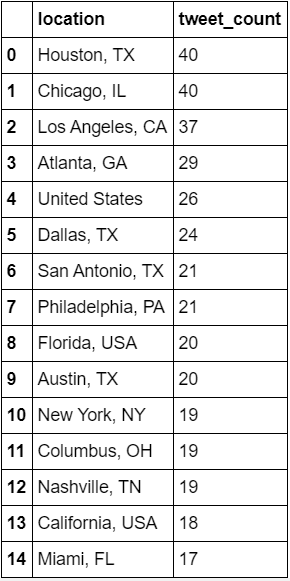 location tweet_count
0 Houston, TX 40
1 Chicago, IL 40
2 Los Angeles, CA 37
3 Atlanta, GA 29
4 United States 26
5 Dallas, TX 24
6 San Antonio, TX 21
7 Philadelphia, PA 21
8 Florida, USA 20
9 Austin, TX 20
10 New York, NY 19
11 Columbus, OH 19
12 Nashville, TN 19
13 California, USA 18
14 Miami, FL 17